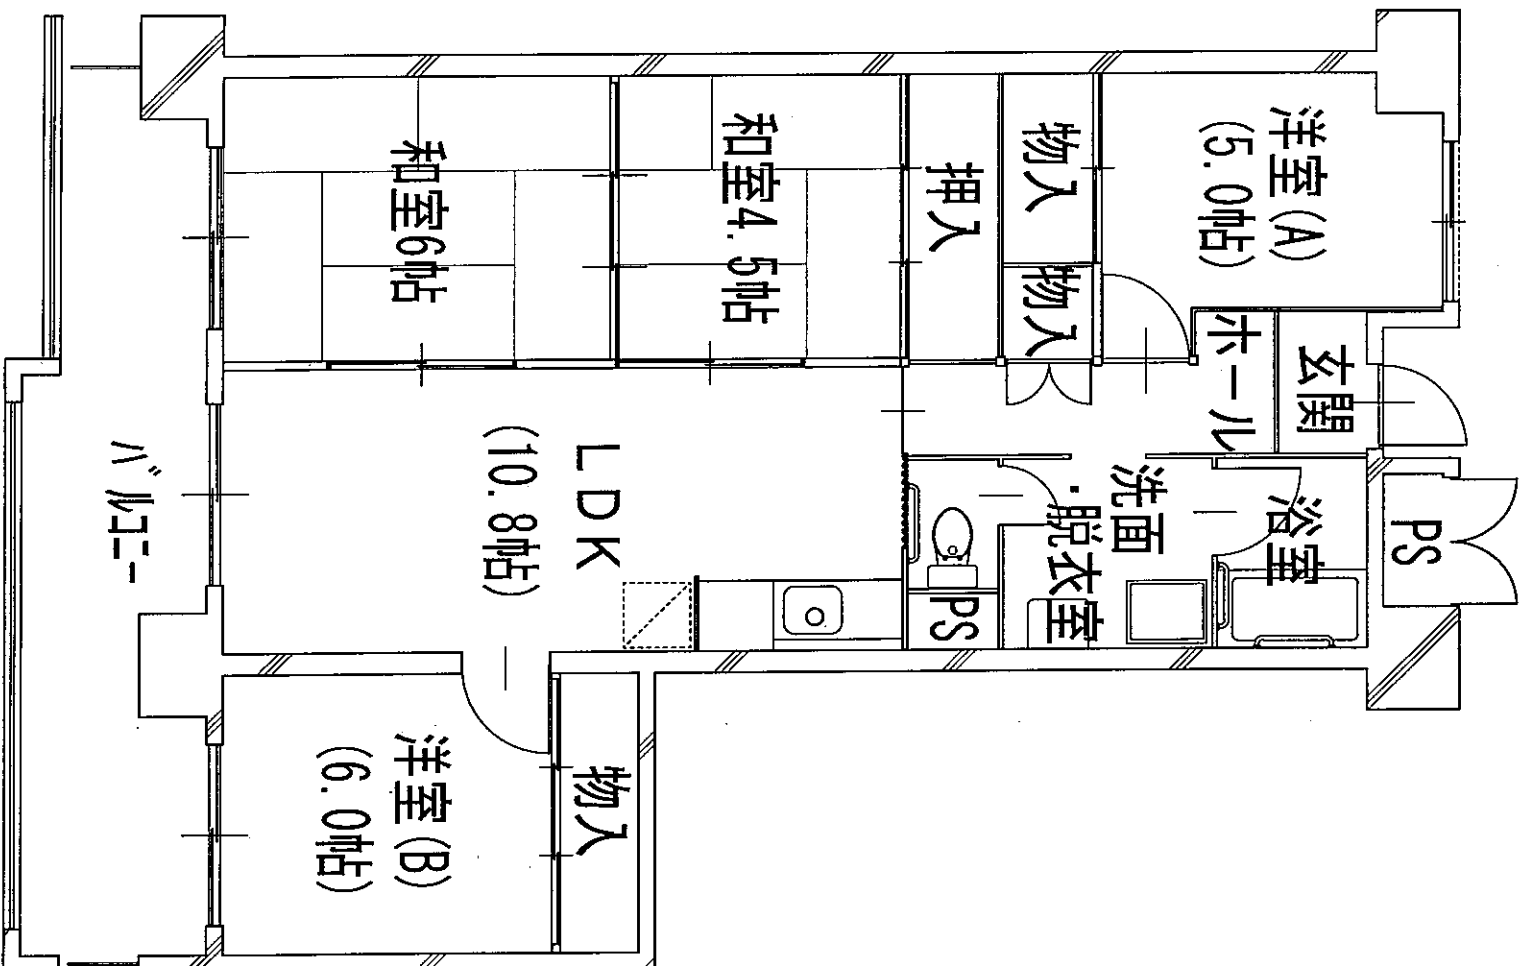 洋室(A)
(5.0帖)
物入
物入
押入
和室4.5帖
和室6帖
玄関
ホール
PS
浴室
洗面
・脱衣室
PS
LDK
(10.8帖)
バルコニー
物入
洋室(B)
(6.0帖)